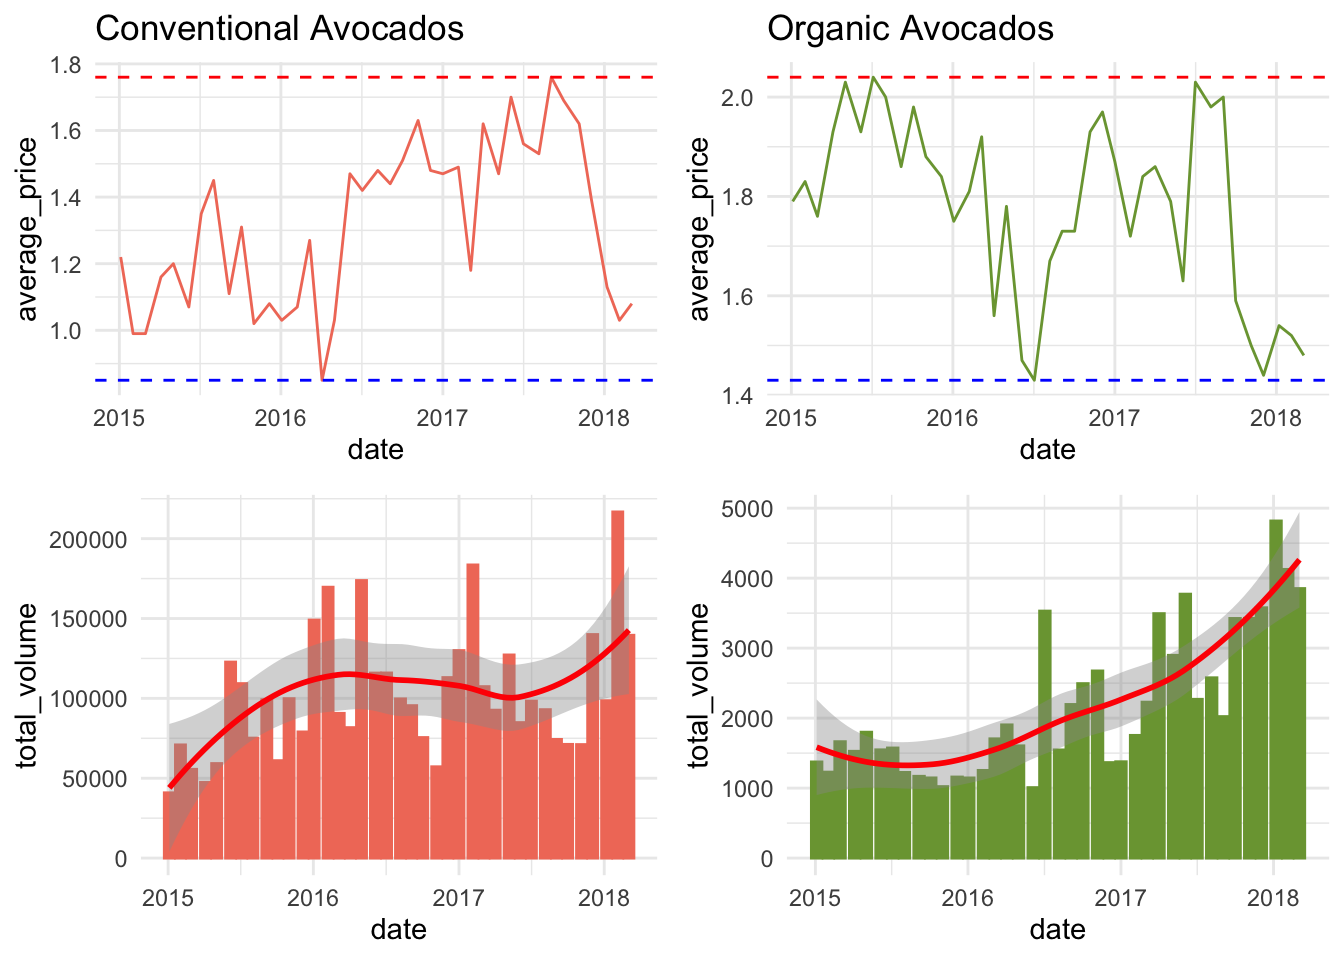 Conventional Avocados
1.8
1.6
1.4
1.2
1.0
average_price
2015 2016 2017 2018
date
Organic Avocados
2.0
1.8
1.6
1.4
average_price
2015 2016 2017 2018
date
200000
150000
100000
50000
0
total_volume
2015 2016 2017 2018
date
5000
4000
3000
2000
1000
0
total_volume
2015 2016 2017 2018
date